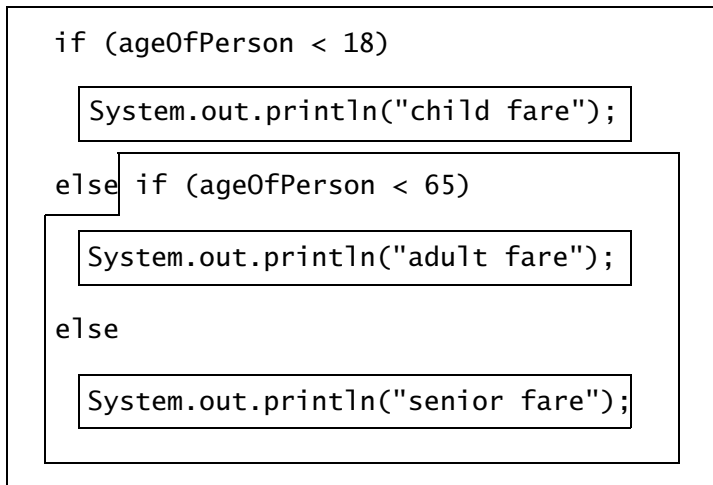 if (ageOfPerson < 18)
System.out.println("child fare");
else if (ageOfPerson < 65)
System.out.println("adult fare");
else
System.out.println("senior fare");